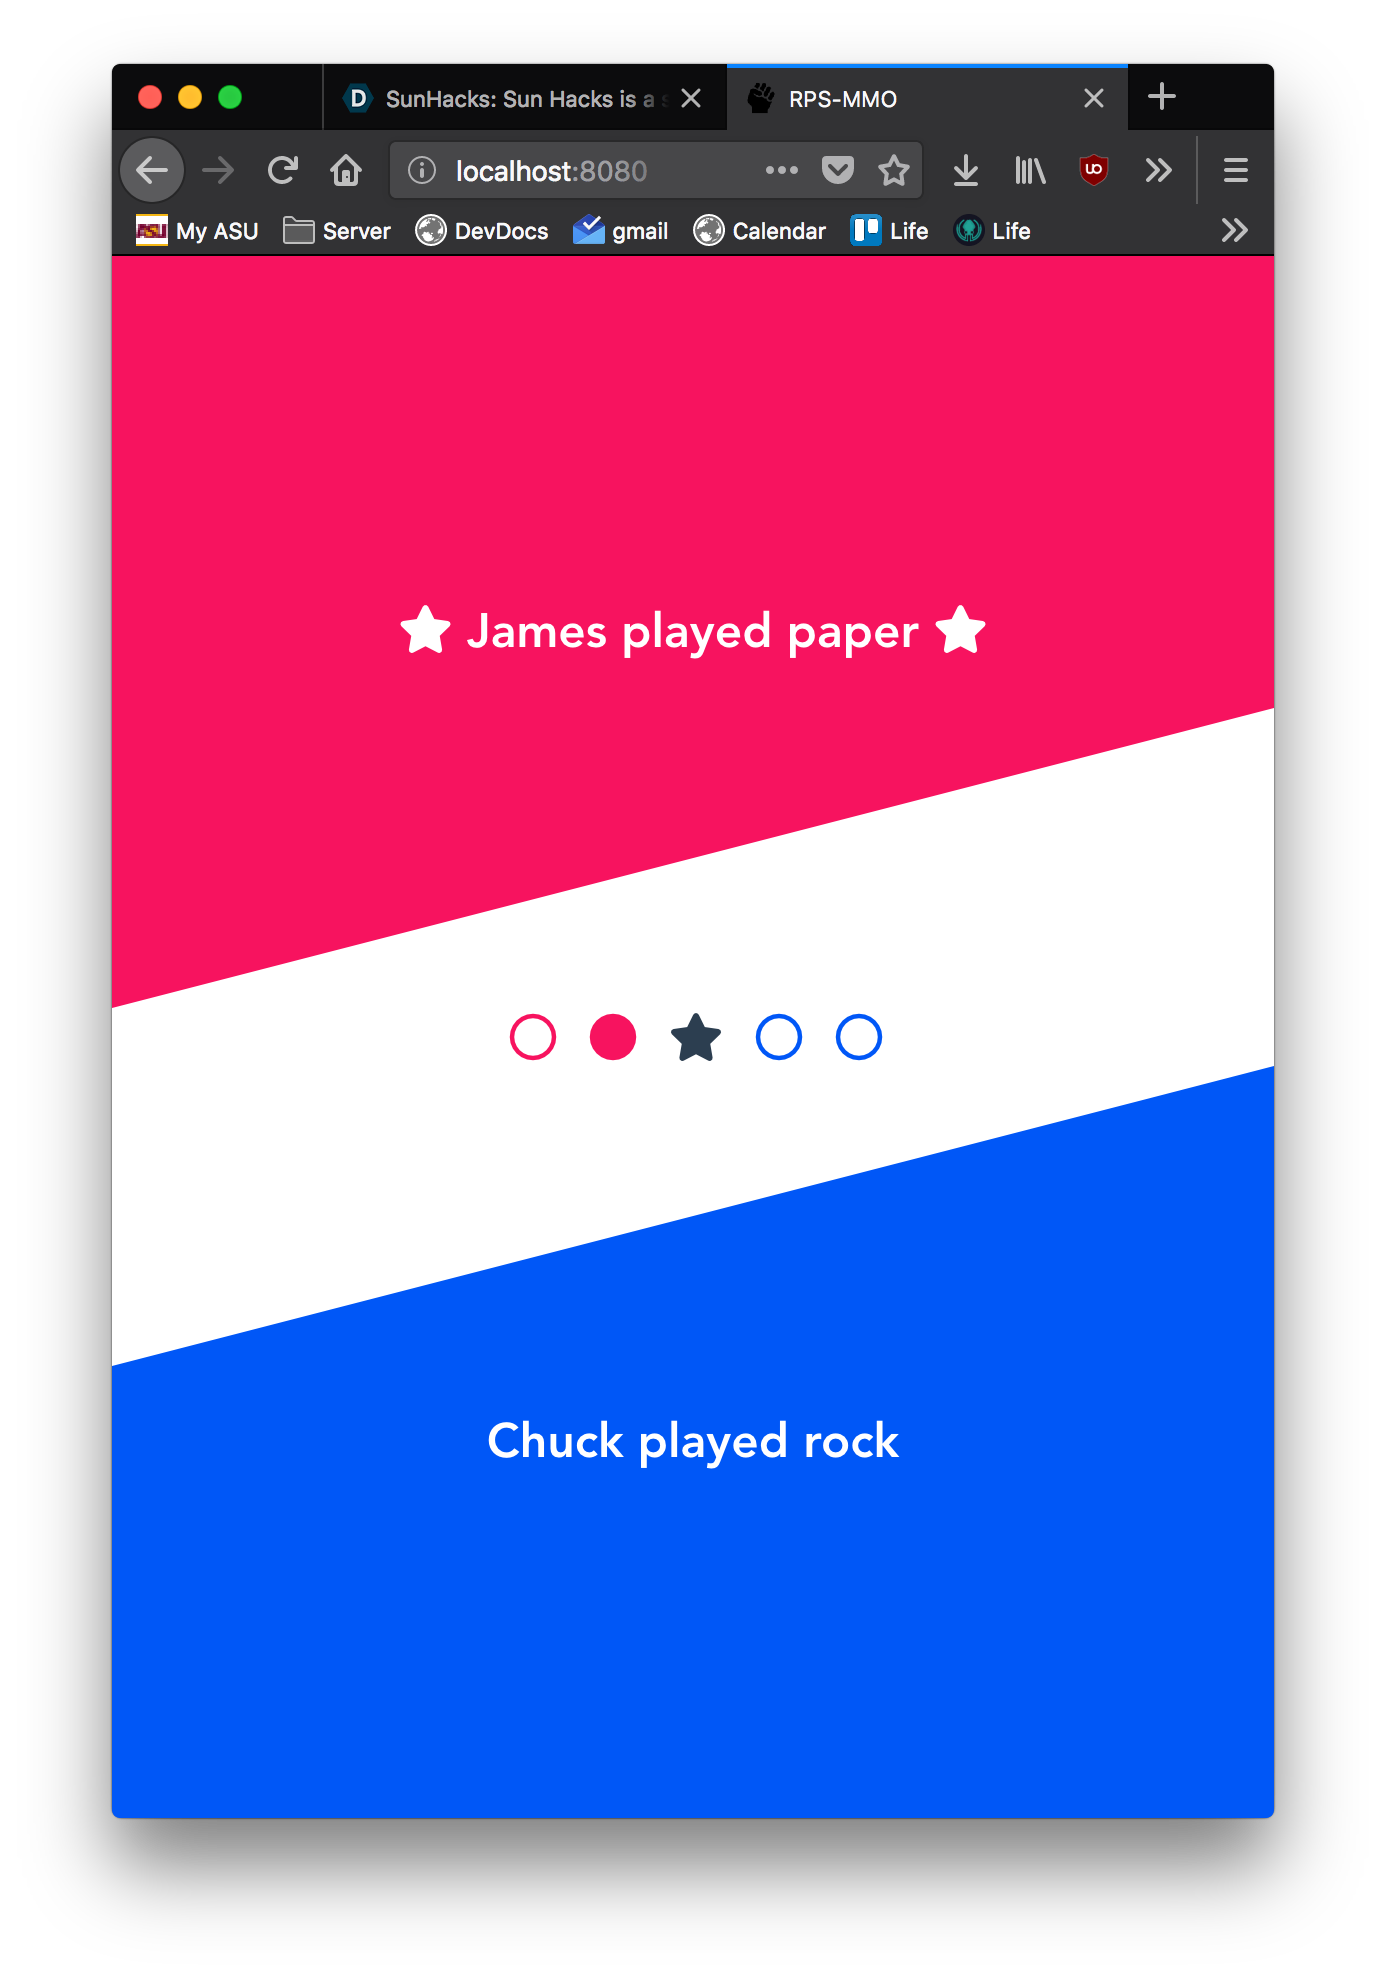 D SunHacks: Sun Hacks is a s
RPS-MMO
localhost:8080
My ASU Server DevDocs gmail Calendar Life Life
James played paper
Chuck played rock